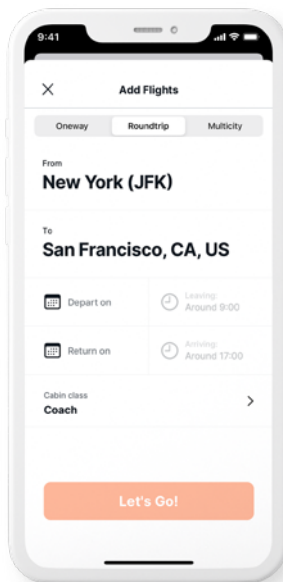 9:41
Add Flights
Oneway Roundtrip Multicity
From
New York (JFK)
To
San Francisco, CA, US
Depart on
Leaving:
Around 9:00
Return on
Arriving:
Around 17:00
Cabin class
Coach
Let's Go!